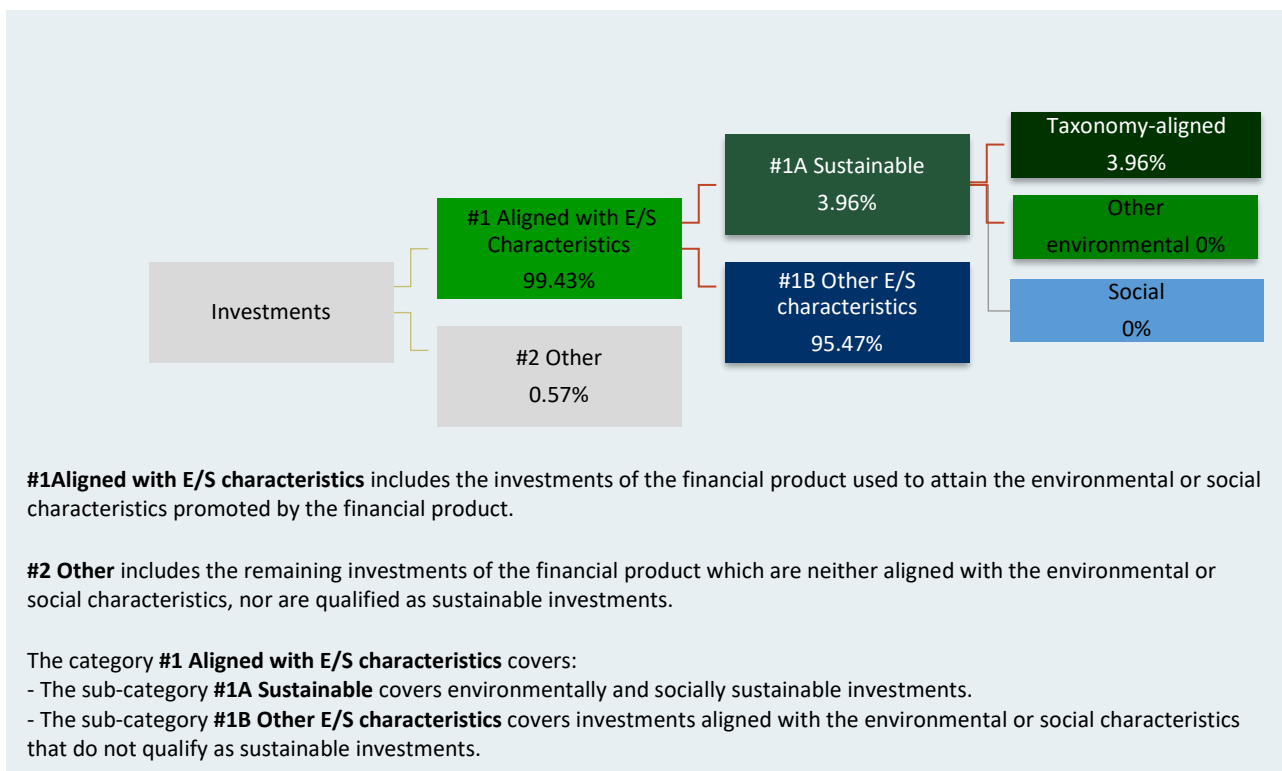 Investments
#1 Aligned with E/S
Characteristics
99.43%
#2 Other
0.57%
#1A Sustainable
3.96%
#1B Other E/S
characteristics
95.47%
Taxonomy-aligned
3.96%
Other
environmental 0%
Social
0%
#1Aligned with E/S characteristics includes the investments of the financial product used to attain the environmental or social
characteristics promoted by the financial product.
#2 Other includes the remaining investments of the financial product which are neither aligned with the environmental or
social characteristics, nor are qualified as sustainable investments.
The category #1 Aligned with E/S characteristics covers:
- The sub-category #1A Sustainable covers environmentally and socially sustainable investments.
- The sub-category #1B Other E/S characteristics covers investments aligned with the environmental or social characteristics
that do not qualify as sustainable investments.